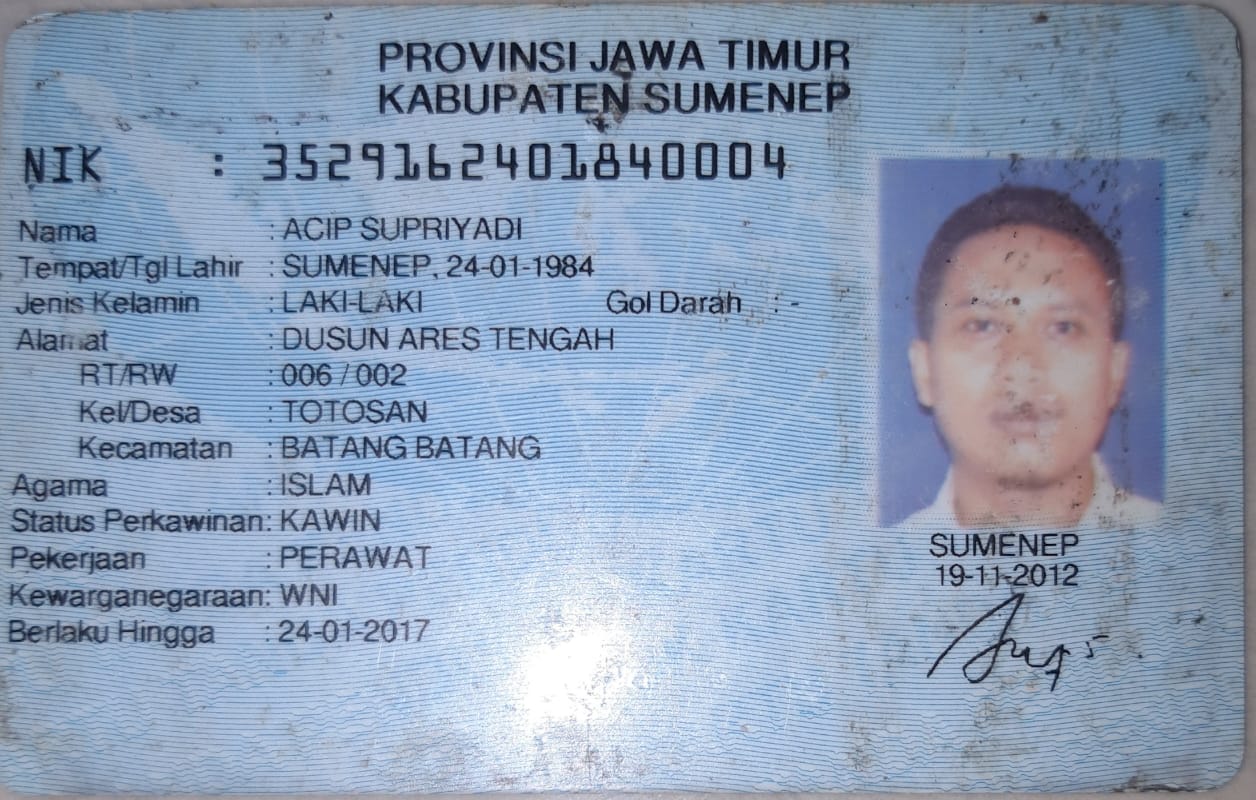 PROVINSI JAWA TIMUR
KABUPATEN SUMENEP
NIK : 3529162401840004
Nama : ACIP SUPRIYADI
Tempat/Tgl Lahir : SUMENEP, 24-01-1984
Jenis Kelamin : LAKI-LAKI Gol Darah : -
Alamat : DUSUN ARES TENGAH
RT/RW : 006 / 002
Kel/Desa : TOTOSAN
Kecamatan : BATANG BATANG
Agama : ISLAM
Status Perkawinan: KAWIN
Pekerjaan : PERAWAT
Kewarganegaraan: WNI
Berlaku Hingga : 24-01-2017
SUMENEP
19-11-2012